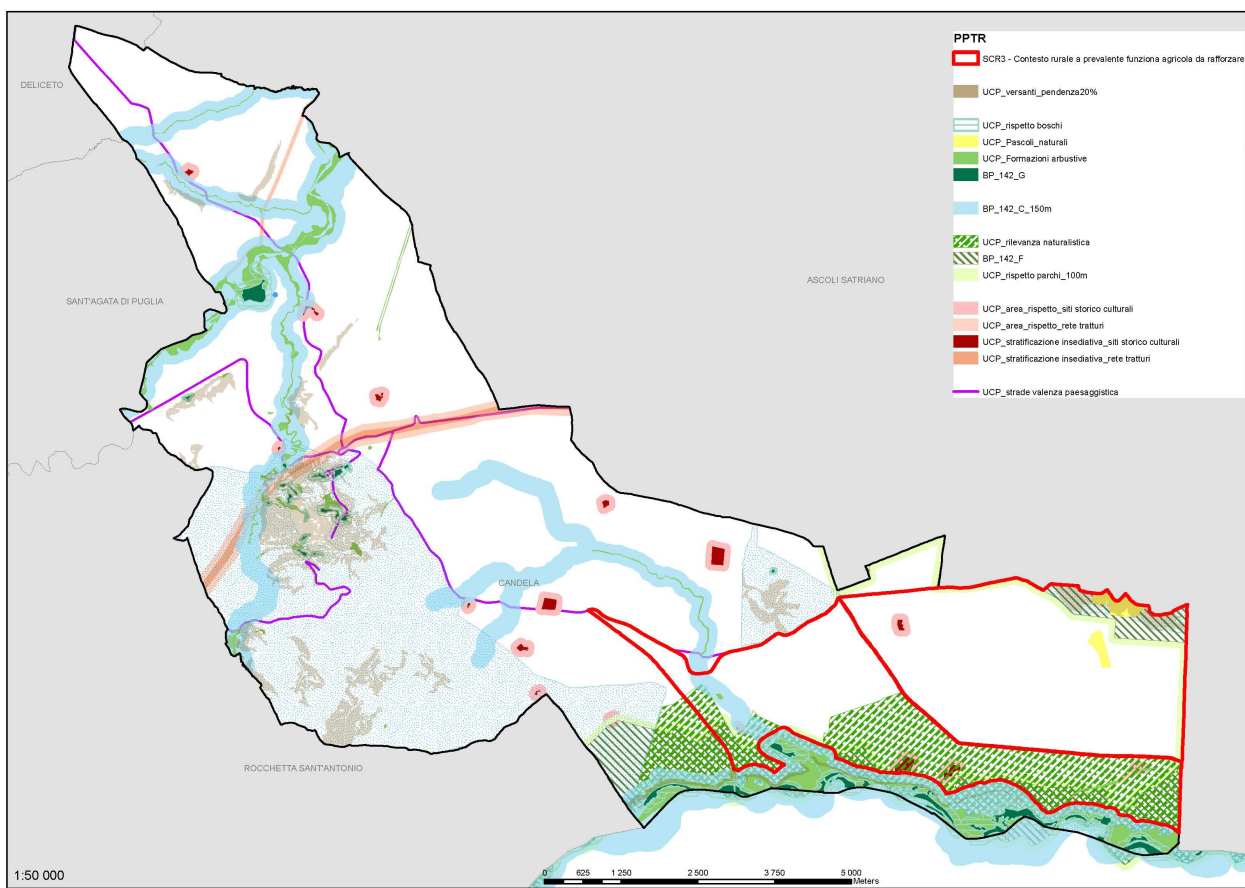 PPTR
SCR3 - Contesto rurale a prevalente funziona agricola da rafforzare
UCP_versanti_pendenza20%
UCP_rispetto boschi
UCP_Pascoli_naturali
UCP_Formazioni arbustive
BP_142_G
BP_142_C_150m
UCP_rilevanza naturalistica
BP_142_F
UCP_rispetto parchi_100m
UCP_area_rispetto_siti storico culturali
UCP_area_rispetto_rete tratturi
UCP_stratificazione insediativa_siti storico culturali
UCP_stratificazione insediativa_rete tratturi
UCP_strade valenza paesaggistica
DELICETO
ASCOLI SATRIANO
SANT'AGATA DI PUGLIA
CANDELA
ROCCHETTA SANT'ANTONIO
1:50 000
0 625 1 250 2 500 3 750 5 000
Meters